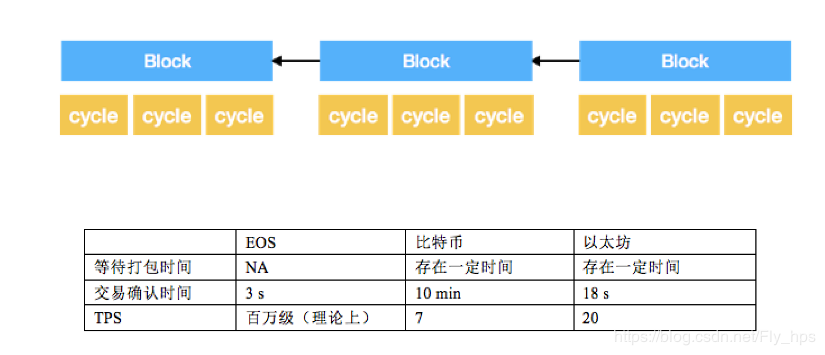 Block Block Block
cycle cycle cycle cycle cycle cycle cycle cycle cycle
EOS 比特币 以太坊
等待打包时间 NA 存在一定时间 存在一定时间
交易确认时间 3 s 10 min 18 s
TPS 百万级（理论上） 7 20
https://blog.csdn.net/Fly_hps